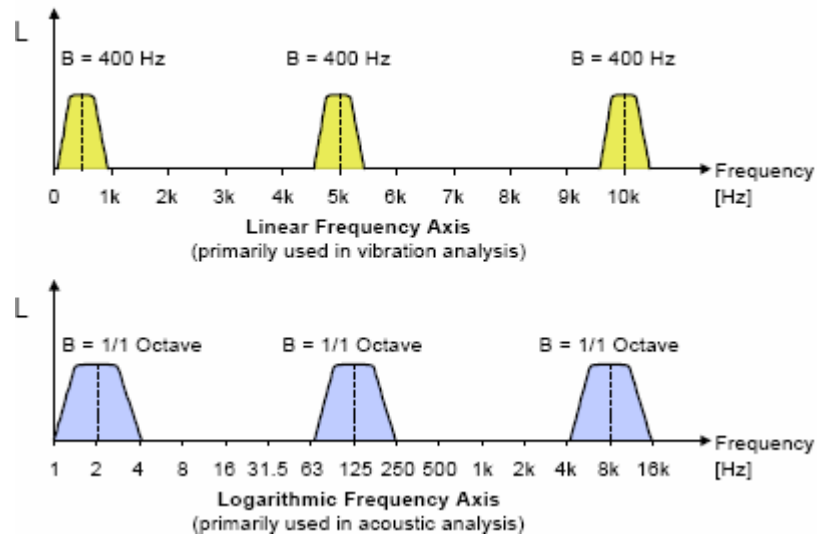 L
B = 400 Hz B = 400 Hz B = 400 Hz
Frequency
[Hz]
0 1k 2k 3k 4k 5k 6k 7k 8k 9k 10k
Linear Frequency Axis
(primarily used in vibration analysis)
L
B = 1/1 Octave B = 1/1 Octave B = 1/1 Octave
Frequency
[Hz]
1 2 4 8 16 31.5 63 125 250 500 1k 2k 4k 8k 16k
Logarithmic Frequency Axis
(primarily used in acoustic analysis)